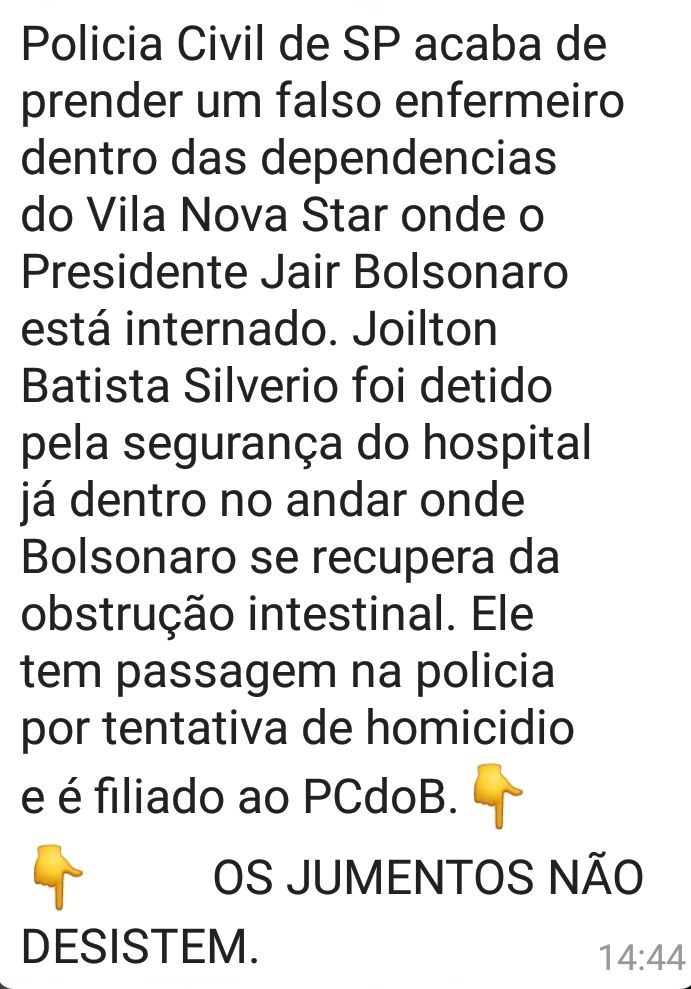 Policia Civil de SP acaba de
prender um falso enfermeiro
dentro das dependencias
do Vila Nova Star onde o
Presidente Jair Bolsonaro
está internado. Joilton
Batista Silverio foi detido
pela segurança do hospital
já dentro no andar onde
Bolsonaro se recupera da
obstrução intestinal. Ele
tem passagem na policia
por tentativa de homicidio
e é filiado ao PCdoB. 👇
👇 OS JUMENTOS NÃO
DESISTEM.
14:44